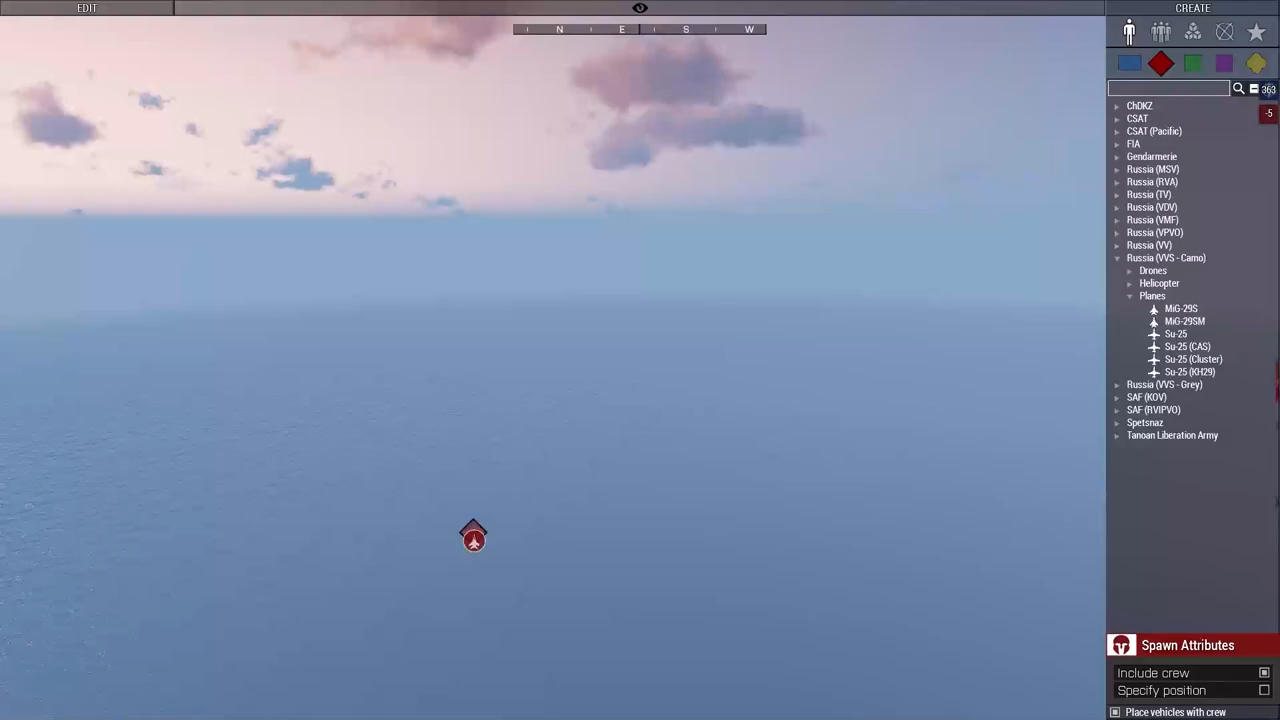 EDIT
CREATE
N E S W
363
-5
ChDKZ
CSAT
CSAT (Pacific)
FIA
Gendarmerie
Russia (MSV)
Russia (RVA)
Russia (TV)
Russia (VDV)
Russia (VMF)
Russia (VPVO)
Russia (VV)
Russia (VVS - Camo)
Drones
Helicopter
Planes
MiG-29S
MiG-29SM
Su-25
Su-25 (CAS)
Su-25 (Cluster)
Su-25 (KH29)
Russia (VVS - Grey)
SAF (KOV)
SAF (RVIPVO)
Spetsnaz
Tanoan Liberation Army
Spawn Attributes
Include crew
Specify position
Place vehicles with crew